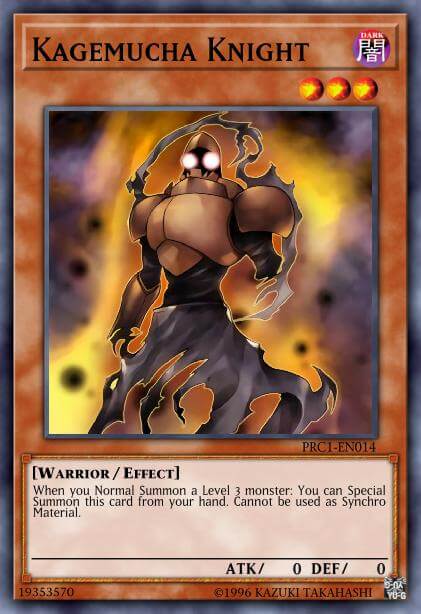 Kagemucha Knight
DARK
闇
PRC1-EN014
[Warrior / Effect]
When you Normal Summon a Level 3 monster: You can Special
Summon this card from your hand. Cannot be used as Synchro
Material.
ATK/ 0 DEF/ 0
19353570
©1996 KAZUKI TAKAHASHI